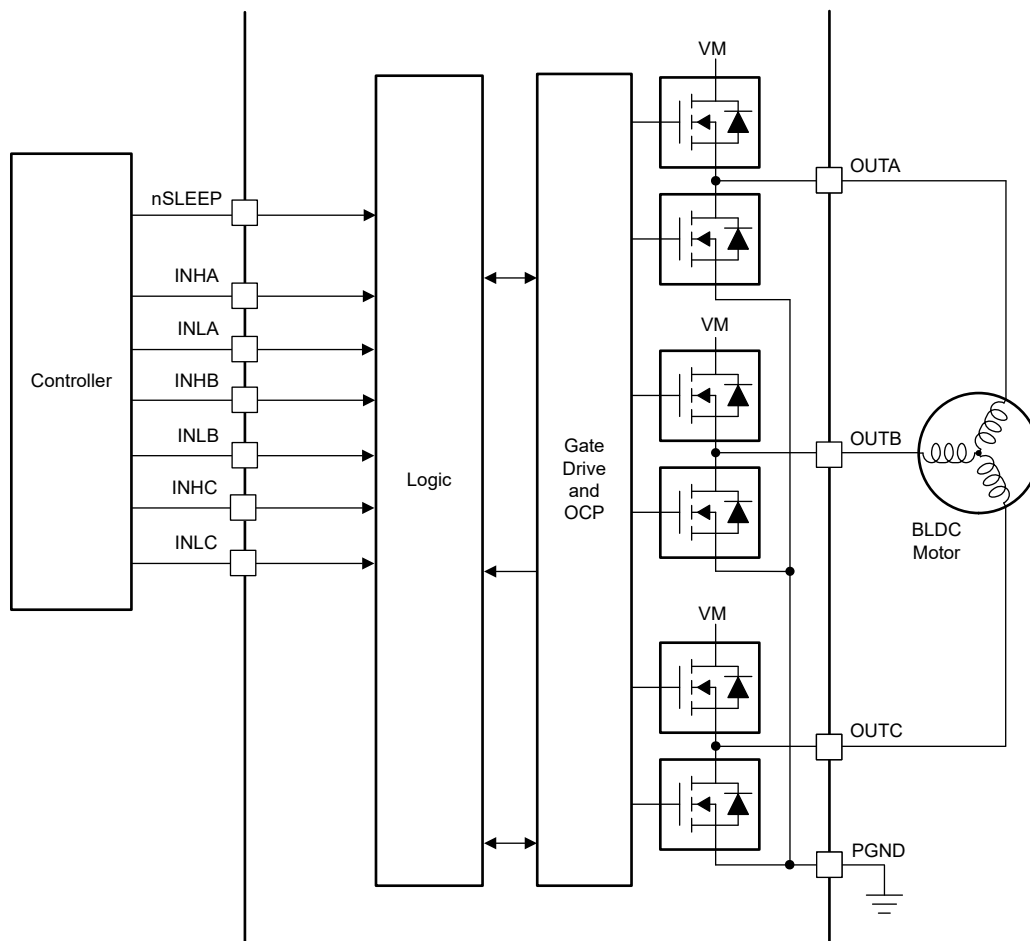 VM
OUTA
nSLEEP
INHA
INLA
VM
INHB
Controller
OUTB
INLB
Logic
Gate
Drive
and
OCP
INHC
BLDC
Motor
INLC
VM
OUTC
PGND